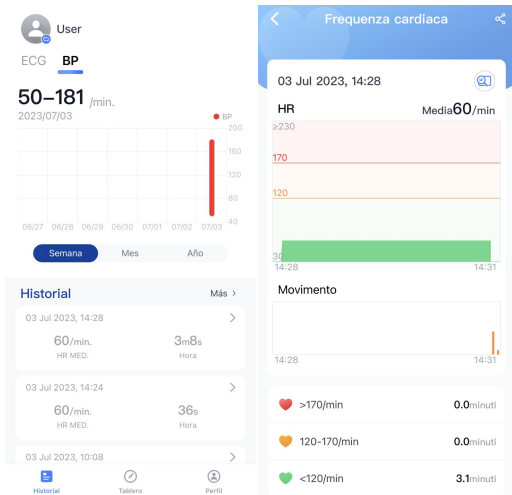 User
ECG BP
50–181 /min.
2023/07/03
BP
200
160
120
80
40
06/27 06/28 06/29 06/30 07/01 07/02 07/03
Semana Mes Año
Historial Más >
03 Jul 2023, 14:28 >
60/min. 3m8s
HR MED. Hora
03 Jul 2023, 14:24 >
60/min. 36s
HR MED. Hora
03 Jul 2023, 10:08 >
Historial Tablero Perfil
Frequenza cardiaca
03 Jul 2023, 14:28
HR Media60/min
≥230
170
120
30
14:28 14:31
Movimento
14:28 14:31
>170/min 0.0minuti
120-170/min 0.0minuti
<120/min 3.1minuti